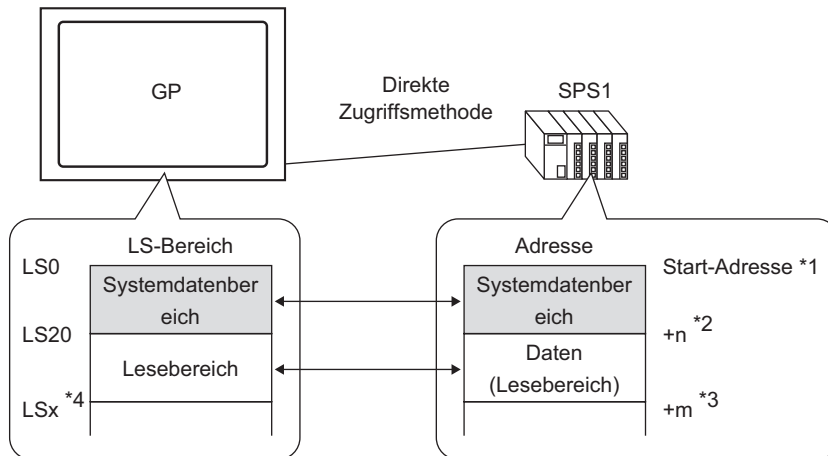 GP
Direkte
Zugriffsmethode
SPS1
LS-Bereich
LS0
Systemdatenber
eich
LS20
Lesebereich
LSx *4
Adresse
Start-Adresse *1
Systemdatenber
eich
+n *2
Daten
(Lesebereich)
+m *3